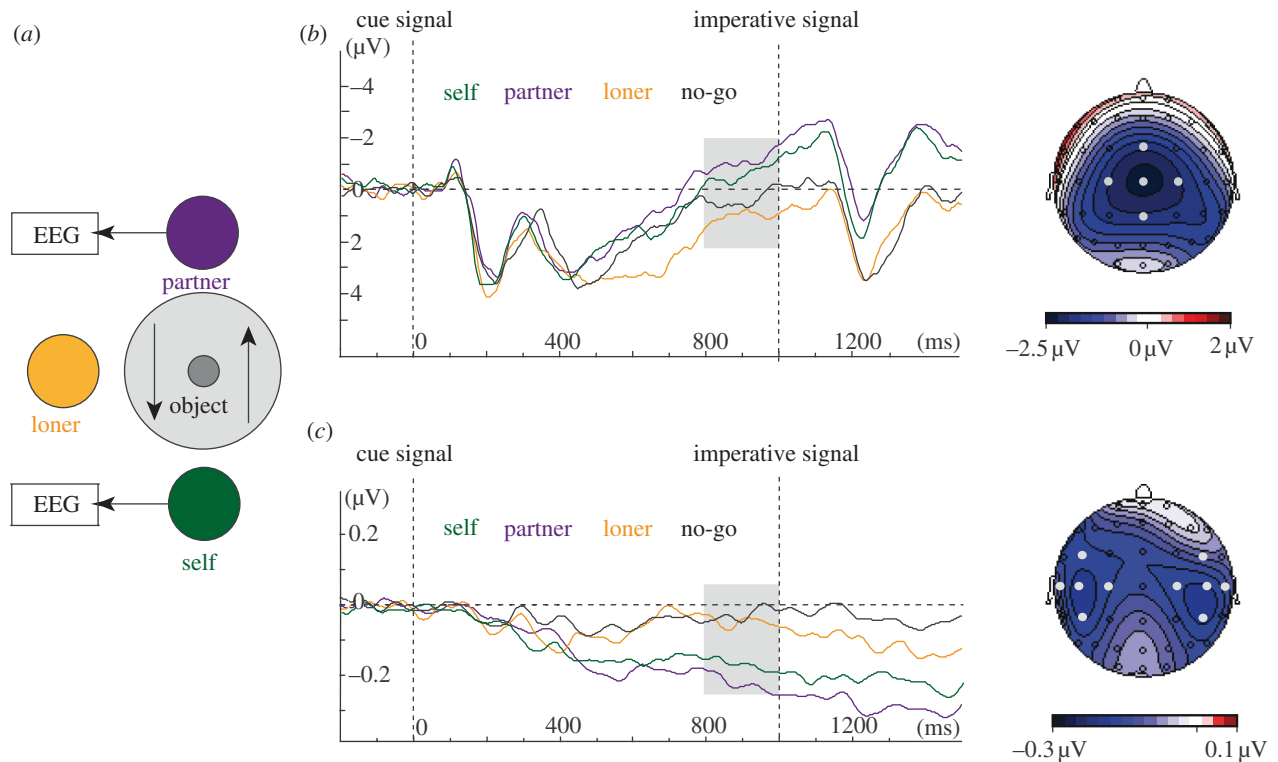 (a)
EEG
partner
loner
object
EEG
self
(b)
cue signal
imperative signal
(µV)
self partner loner no-go
–4
–2
0
2
4
0 400 800 1200 (ms)
–2.5 µV 0 µV 2 µV
(c)
cue signal
imperative signal
(µV)
self partner loner no-go
0.2
0
–0.2
0 400 800 1200 (ms)
–0.3 µV 0.1 µV